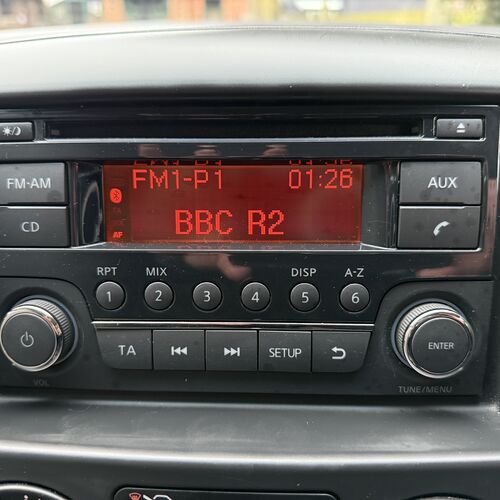 FM1-P1 01:26
BBC R2
AF
FM-AM
CD
AUX
RPT MIX DISP A-Z
1 2 3 4 5 6
TA SETUP
ENTER
VOL
TUNE/MENU